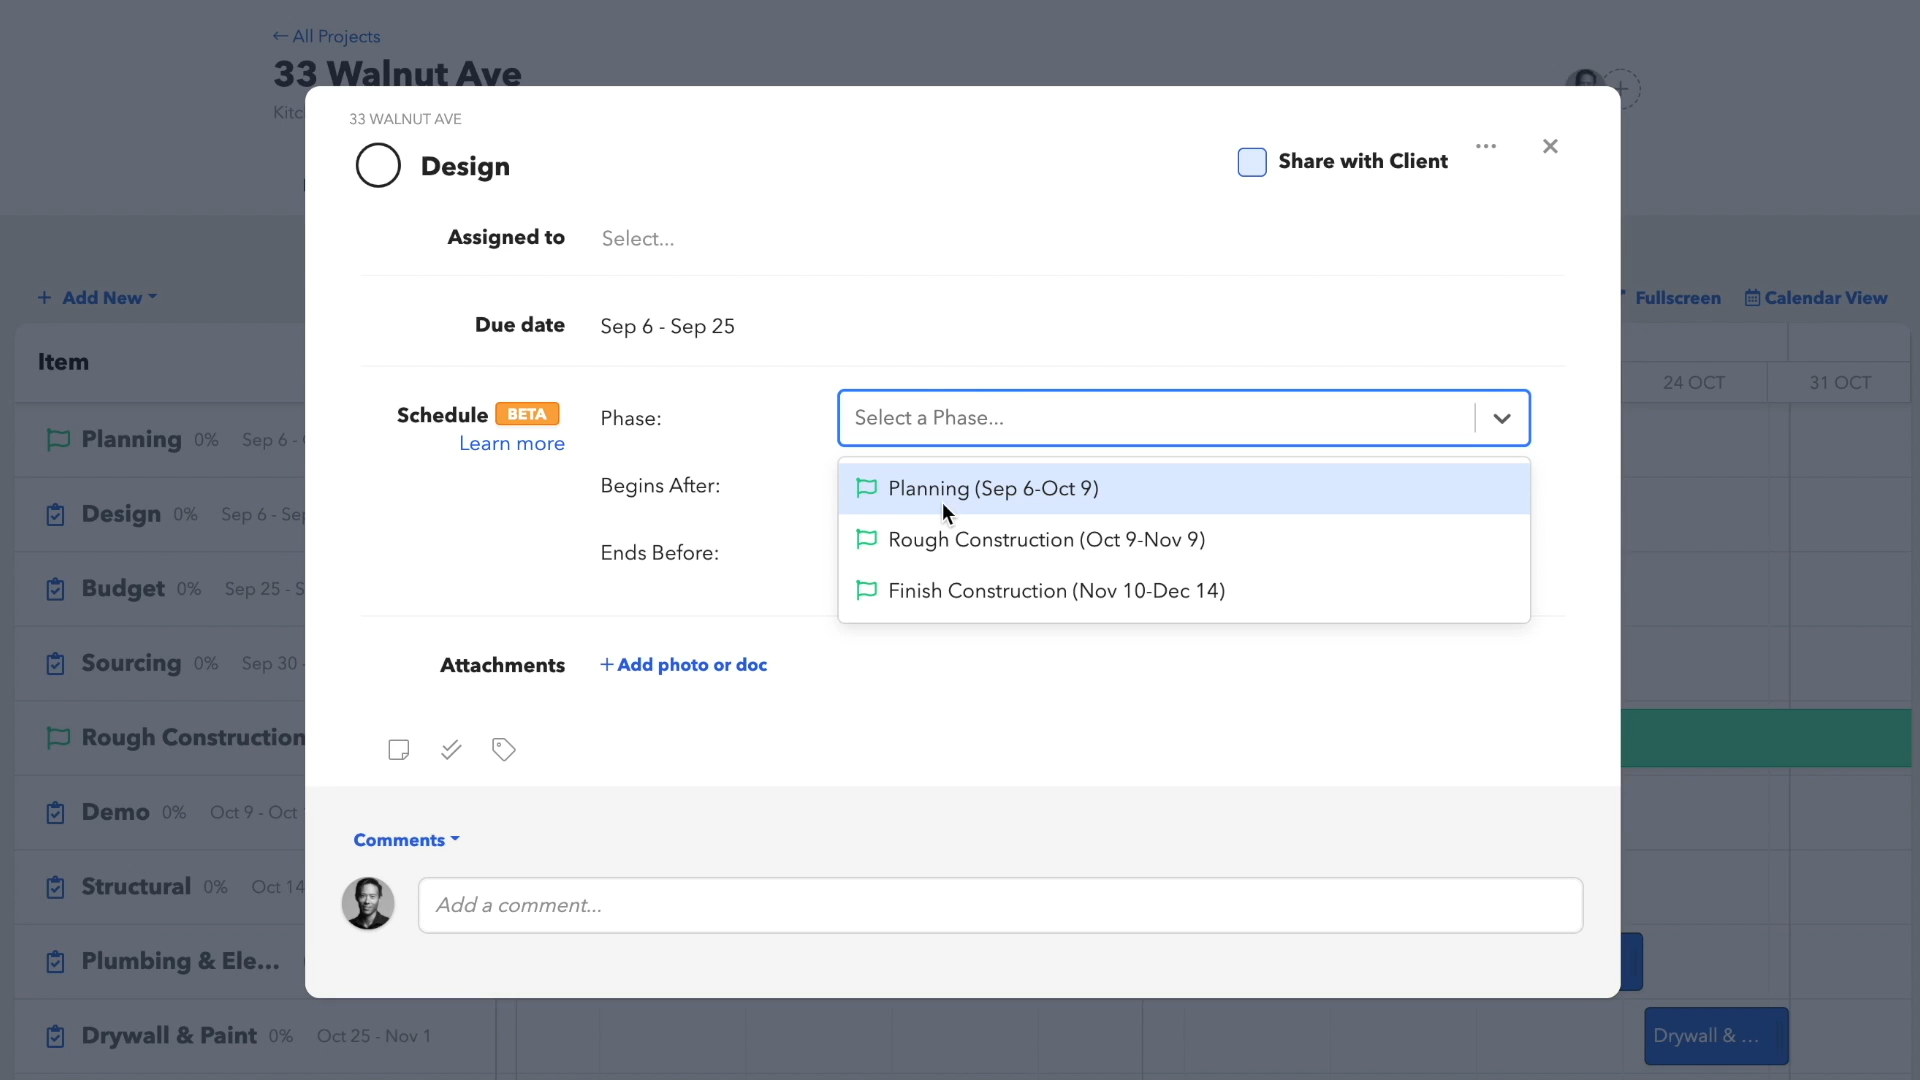 ← All Projects
33 Walnut Ave
33 WALNUT AVE
Design
Share with Client
Assigned to Select...
+ Add New
Fullscreen Calendar View
Due date Sep 6 - Sep 25
Item
24 OCT 31 OCT
Schedule BETA Phase: Select a Phase...
Learn more
Planning 0% Sep 6 -
Begins After:
Planning (Sep 6-Oct 9)
Design 0% Sep 6 -
Rough Construction (Oct 9-Nov 9)
Ends Before:
Budget 0% Sep 25 -
Finish Construction (Nov 10-Dec 14)
Sourcing 0% Sep 30 -
Attachments + Add photo or doc
Rough Construction
Demo 0% Oct 9 - Oct
Comments
Structural 0% Oct 14
Add a comment...
Plumbing & Ele...
Drywall & Paint 0% Oct 25 - Nov 1
Drywall & ...